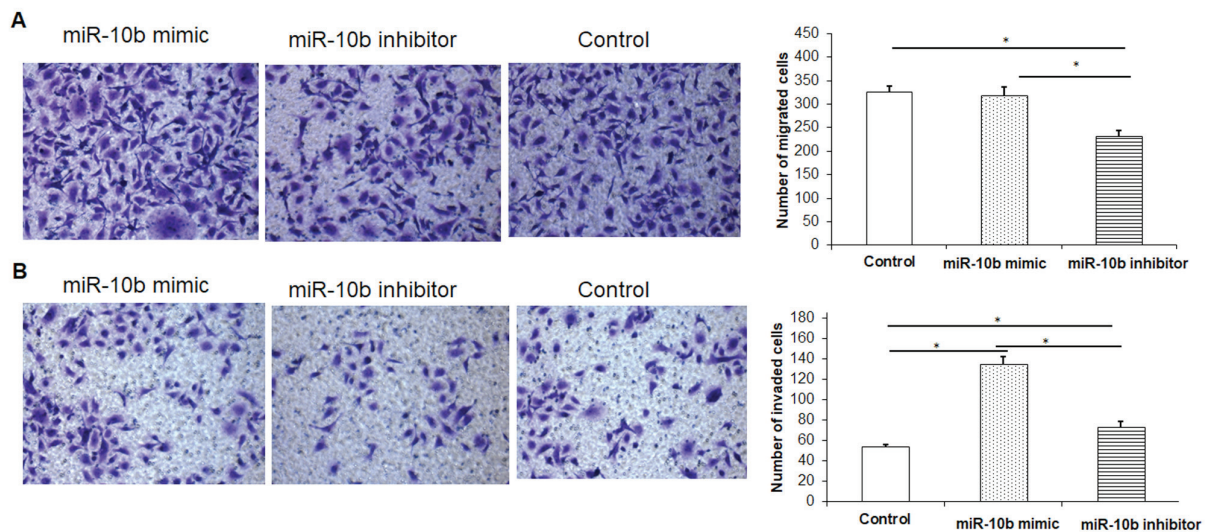 A
miR-10b mimic
miR-10b inhibitor
Control
Number of migrated cells
450
400
350
300
250
200
150
100
50
0
*
*
Control
miR-10b mimic
miR-10b inhibitor
B
miR-10b mimic
miR-10b inhibitor
Control
Number of invaded cells
180
160
140
120
100
80
60
40
20
0
*
*
*
Control
miR-10b mimic
miR-10b inhibitor